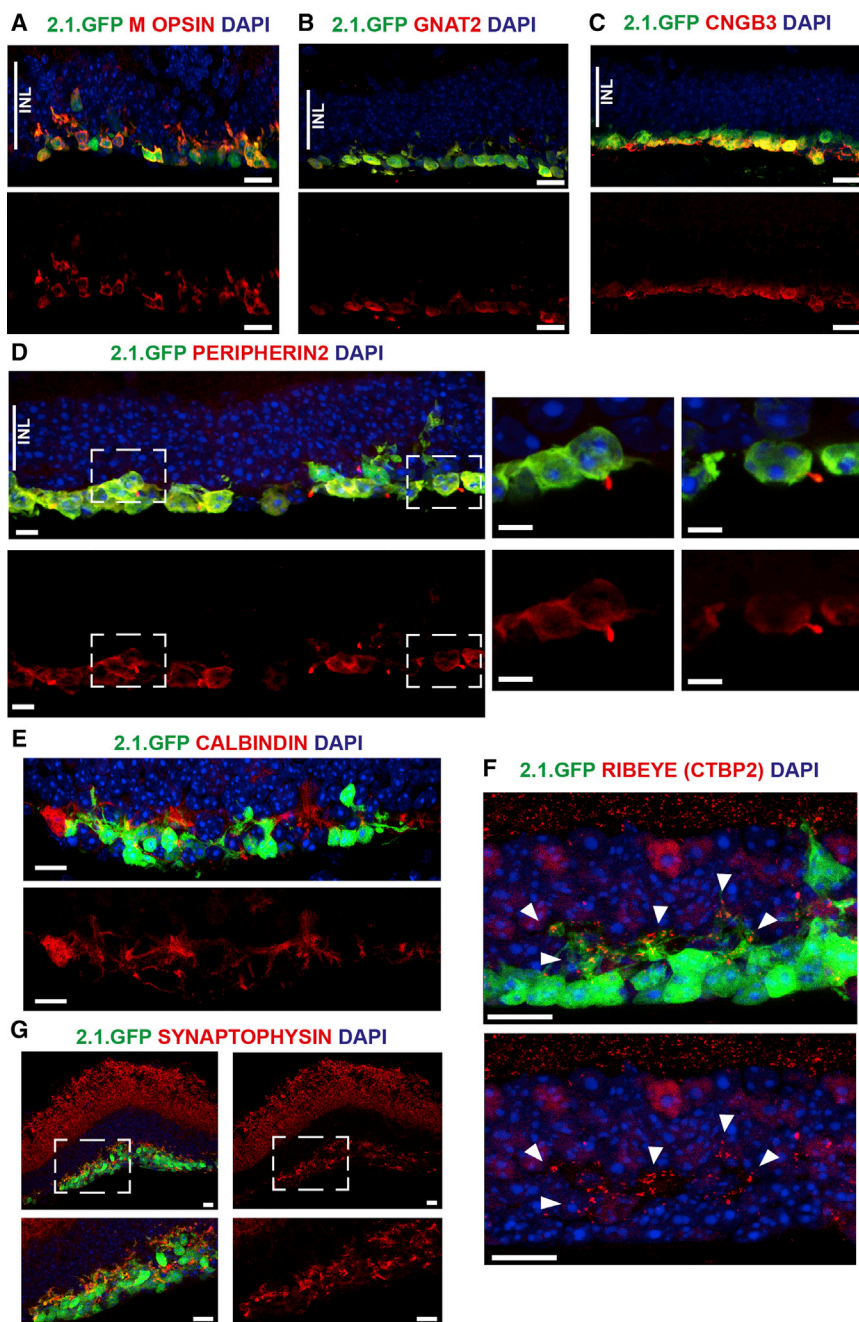 A 2.1.GFP M OPSIN DAPI
INL
B 2.1.GFP GNAT2 DAPI
INL
C 2.1.GFP CNGB3 DAPI
INL
D 2.1.GFP PERIPHERIN2 DAPI
INL
E 2.1.GFP CALBINDIN DAPI
F 2.1.GFP RIBEYE (CTBP2) DAPI
G 2.1.GFP SYNAPTOPHYSIN DAPI